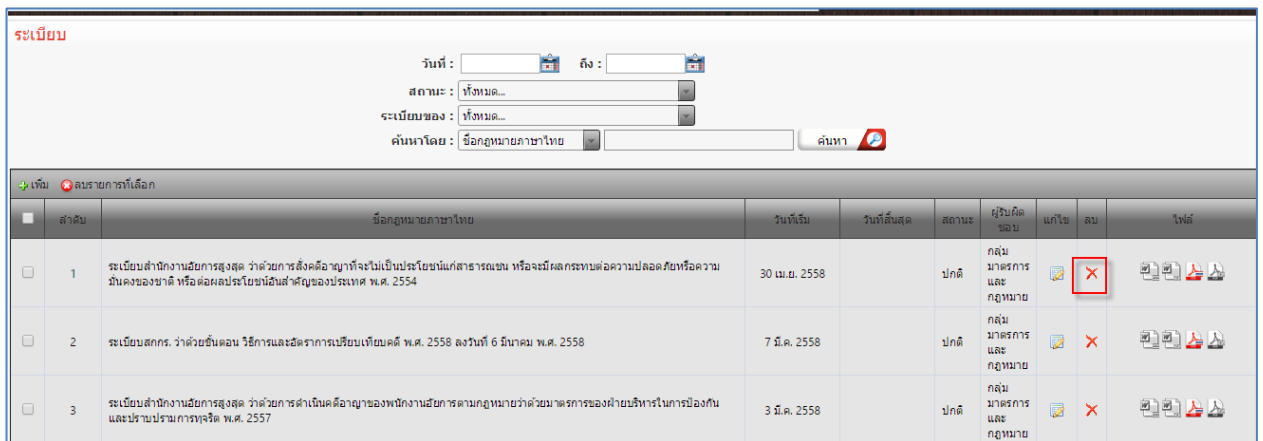 ระเบียบ
วันที่ : ถึง :
สถานะ : ทั้งหมด...
ระเบียบของ : ทั้งหมด...
ค้นหาโดย : ชื่อกฎหมายภาษาไทย ค้นหา
เพิ่ม ลบรายการที่เลือก
ลำดับ ชื่อกฎหมายภาษาไทย วันที่เริ่ม วันที่สิ้นสุด สถานะ ผู้รับผิด แก้ไข ลบ ไฟล์
ชอบ
1 ระเบียบสำนักงานอัยการสูงสุด ว่าด้วยการสั่งคดีอาญาที่จะไม่เป็นประโยชน์แก่สาธารณชน หรือจะมีผลกระทบต่อความปลอดภัยหรือความ
มั่นคงของชาติ หรือต่อผลประโยชน์อันสำคัญของประเทศ พ.ศ. 2554
30 เม.ย. 2558 ปกติ
กลุ่ม
มาตรการ
และ
กฎหมาย
2 ระเบียบสกกร. ว่าด้วยขั้นตอน วิธีการและอัตราการเปรียบเทียบคดี พ.ศ. 2558 ลงวันที่ 6 มีนาคม พ.ศ. 2558
7 มี.ค. 2558 ปกติ
กลุ่ม
มาตรการ
และ
กฎหมาย
3 ระเบียบสำนักงานอัยการสูงสุด ว่าด้วยการดำเนินคดีอาญาของพนักงานอัยการตามกฎหมายว่าด้วยมาตรการของฝ่ายบริหารในการป้องกัน
และปราบปรามการทุจริต พ.ศ. 2557
3 มี.ค. 2558 ปกติ
กลุ่ม
มาตรการ
และ
กฎหมาย